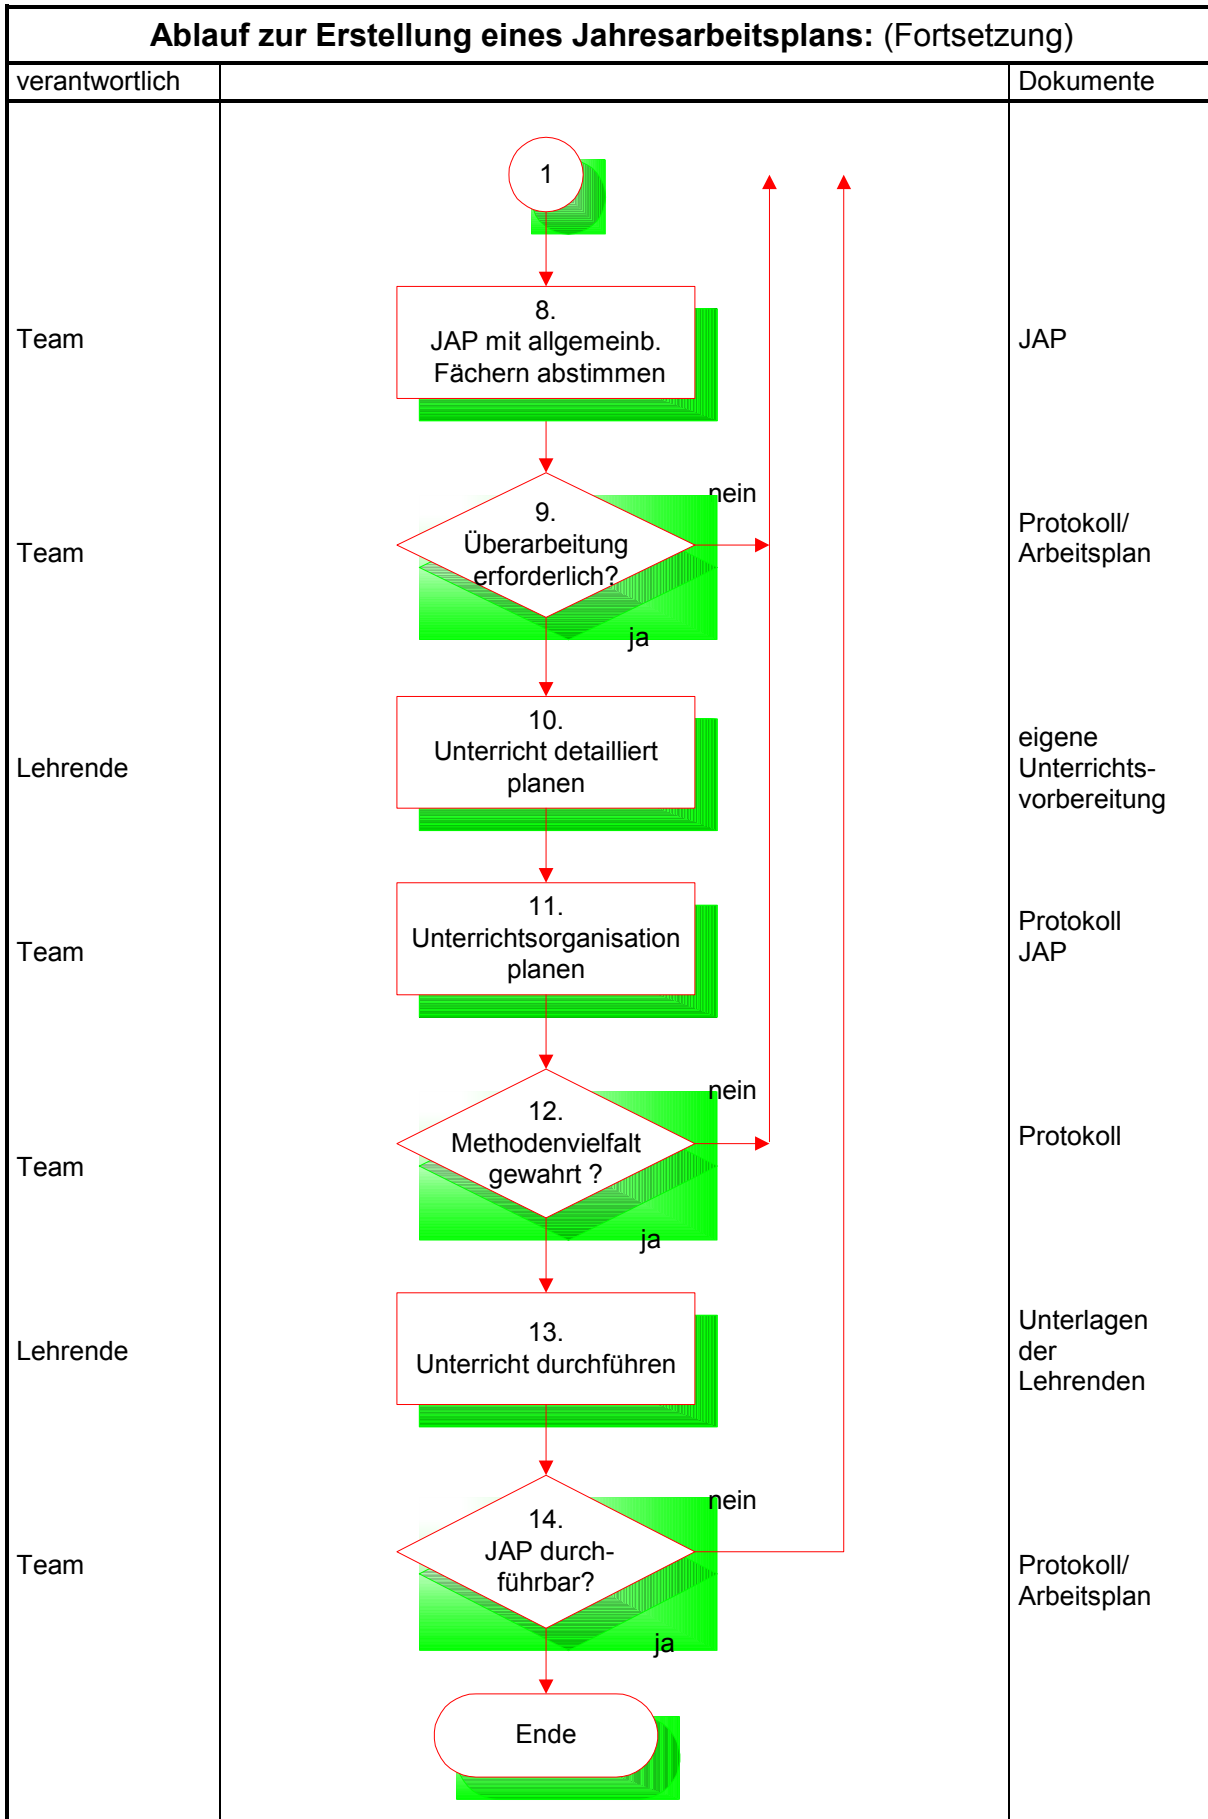 Ablauf zur Erstellung eines Jahresarbeitsplans: (Fortsetzung)
verantwortlich
Dokumente
1
Team
8.
JAP mit allgemeinb.
Fächern abstimmen
JAP
Team
9.
Überarbeitung
erforderlich?
nein
ja
Protokoll/
Arbeitsplan
Lehrende
10.
Unterricht detailliert
planen
eigene
Unterrichts-
vorbereitung
Team
11.
Unterrichtsorganisation
planen
Protokoll
JAP
Team
12.
Methodenvielfalt
gewahrt ?
nein
ja
Protokoll
Lehrende
13.
Unterricht durchführen
Unterlagen
der
Lehrenden
Team
14.
JAP durch-
führbar?
nein
ja
Protokoll/
Arbeitsplan
Ende